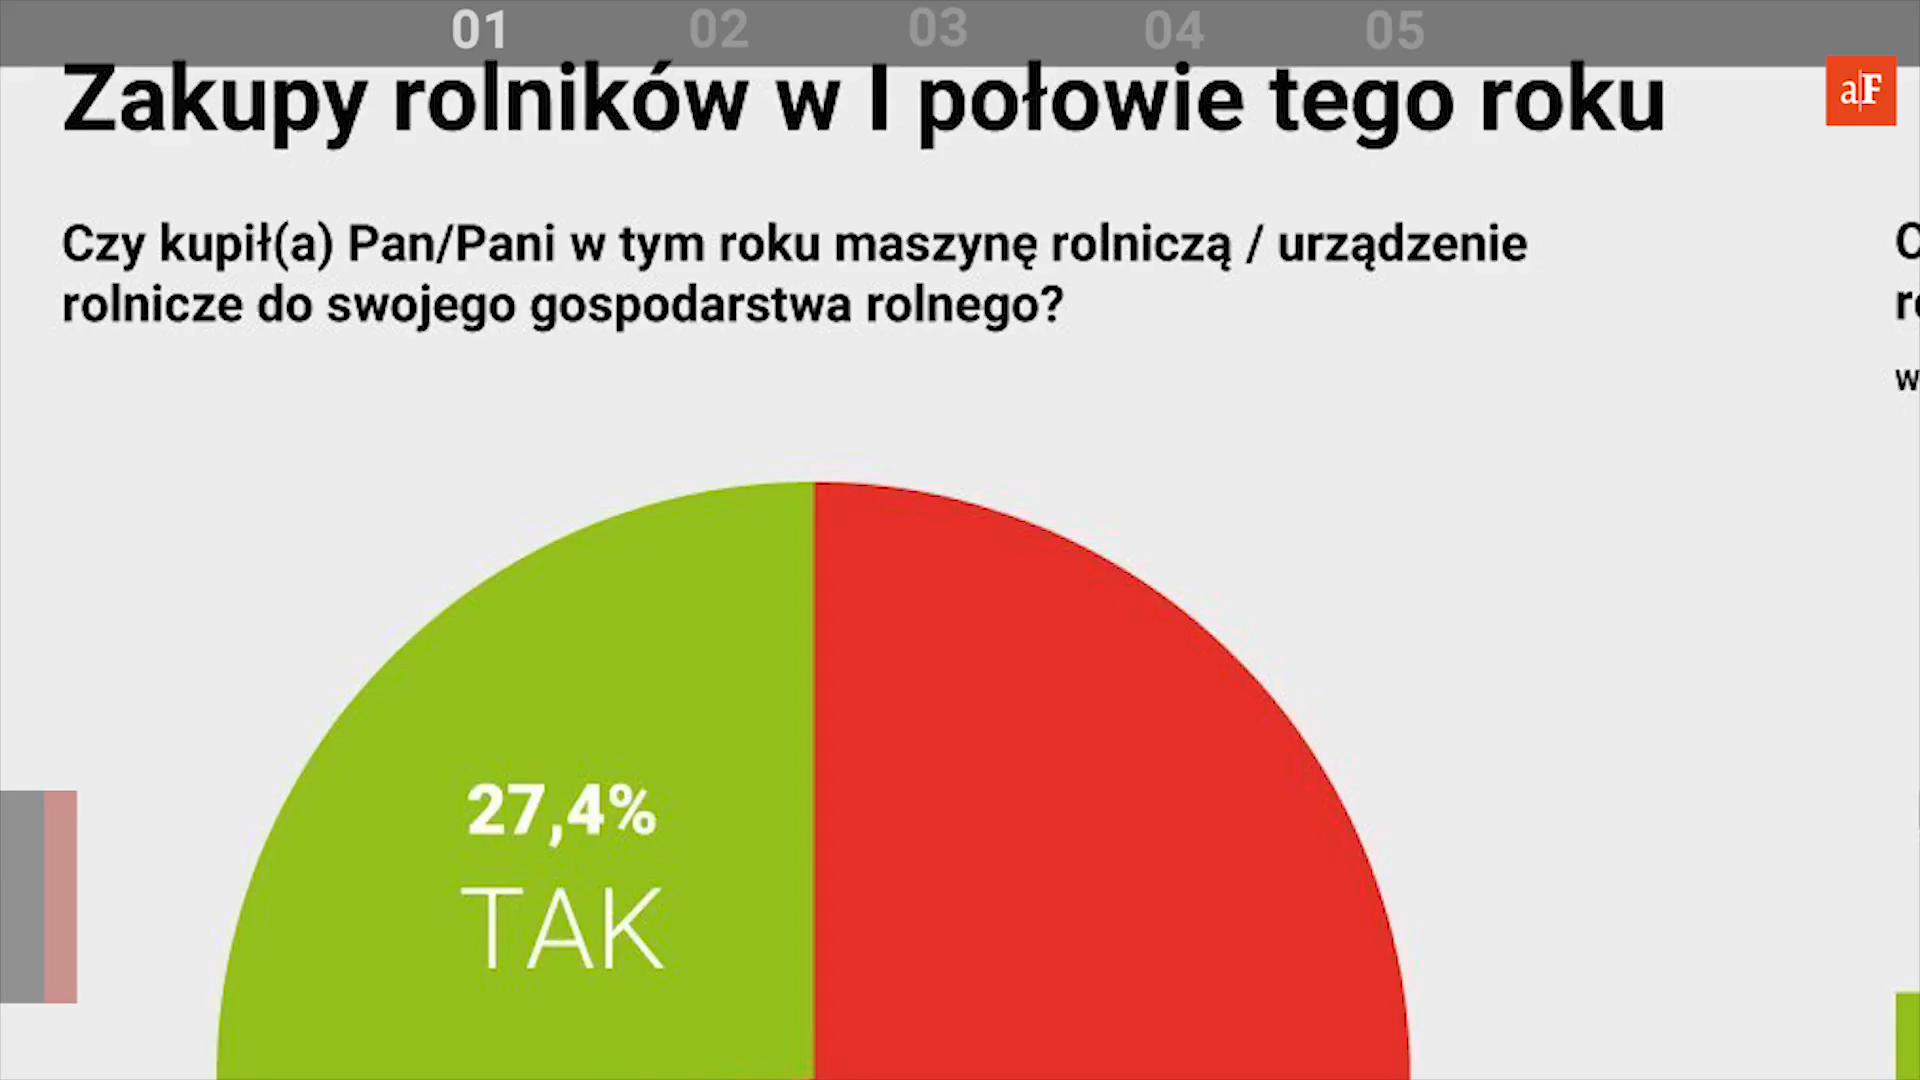 01 02 03 04 05
Zakupy rolników w I połowie tego roku
a|F
Czy kupił(a) Pan/Pani w tym roku maszynę rolniczą / urządzenie
rolnicze do swojego gospodarstwa rolnego?
27,4%
TAK